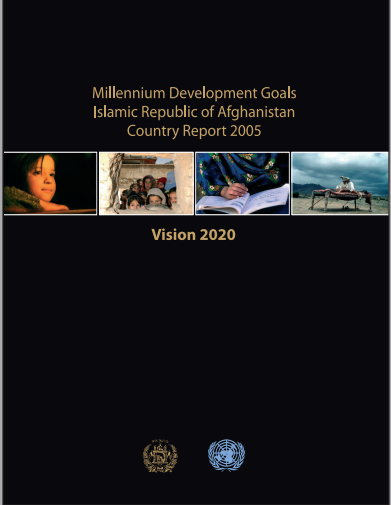 Millennium Development Goals
Islamic Republic of Afghanistan
Country Report 2005
Vision 2020